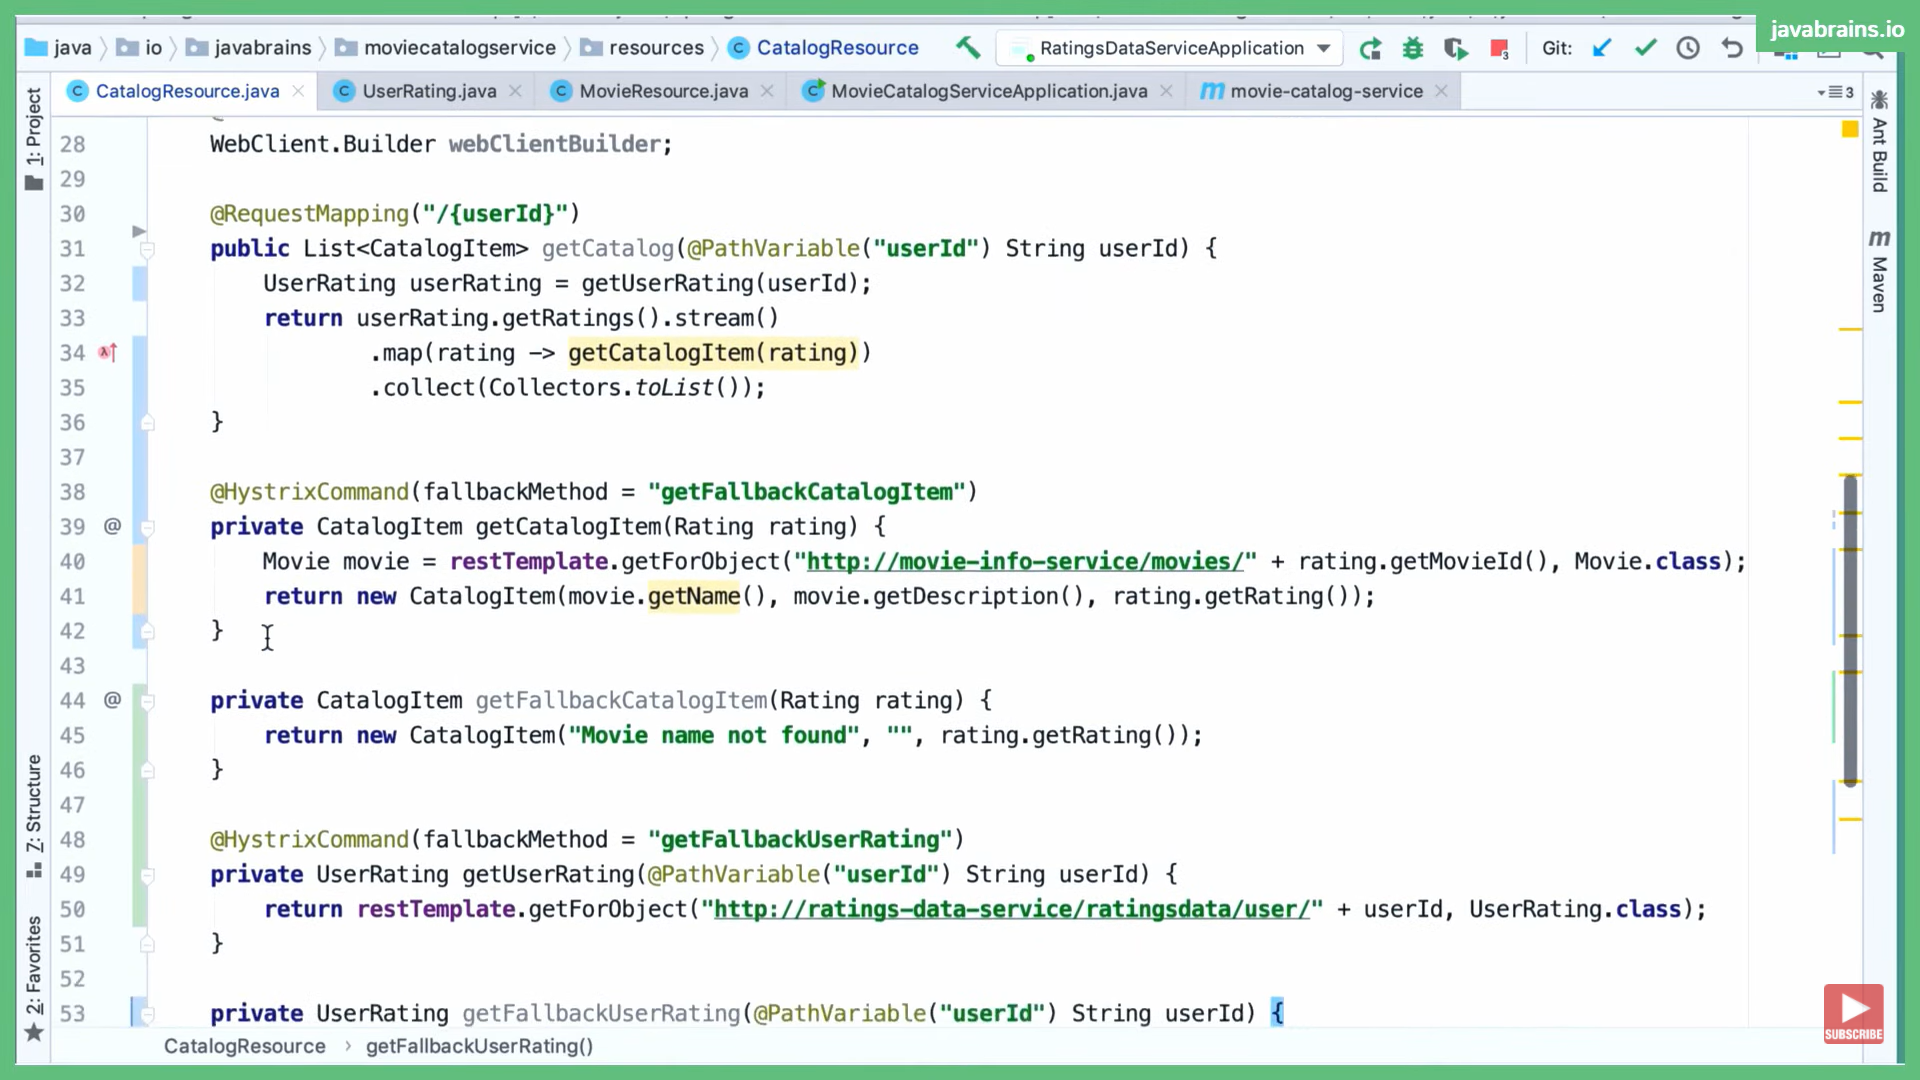 javabrains.io
java io javabrains moviecatalogservice resources CatalogResource RatingsDataServiceApplication 3 Git:
CatalogResource.java UserRating.java MovieResource.java MovieCatalogServiceApplication.java movie-catalog-service 3
1: Project
Ant Build
Maven
7: Structure
2: Favorites
28 WebClient.Builder webClientBuilder;
29
30 @RequestMapping("/{userId}")
31 public List<CatalogItem> getCatalog(@PathVariable("userId") String userId) {
32 UserRating userRating = getUserRating(userId);
33 return userRating.getRatings().stream()
34 .map(rating -> getCatalogItem(rating))
35 .collect(Collectors.toList());
36 }
37
38 @HystrixCommand(fallbackMethod = "getFallbackCatalogItem")
39 @ private CatalogItem getCatalogItem(Rating rating) {
40 Movie movie = restTemplate.getForObject("http://movie-info-service/movies/" + rating.getMovieId(), Movie.class);
41 return new CatalogItem(movie.getName(), movie.getDescription(), rating.getRating());
42 }
43
44 @ private CatalogItem getFallbackCatalogItem(Rating rating) {
45 return new CatalogItem("Movie name not found", "", rating.getRating());
46 }
47
48 @HystrixCommand(fallbackMethod = "getFallbackUserRating")
49 private UserRating getUserRating(@PathVariable("userId") String userId) {
50 return restTemplate.getForObject("http://ratings-data-service/ratingsdata/user/" + userId, UserRating.class);
51 }
52
53 private UserRating getFallbackUserRating(@PathVariable("userId") String userId) {
CatalogResource › getFallbackUserRating()
SUBSCRIBE